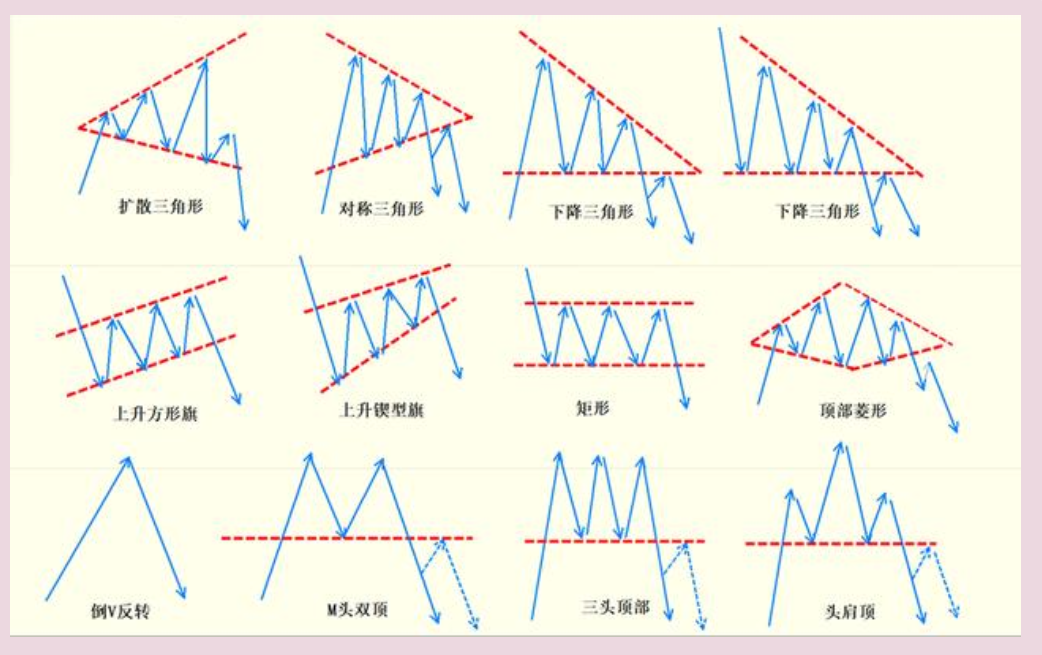 扩散三角形
对称三角形
下降三角形
下降三角形
上升方形旗
上升锲型旗
矩形
顶部菱形
倒V反转
M头双顶
三头顶部
头肩顶